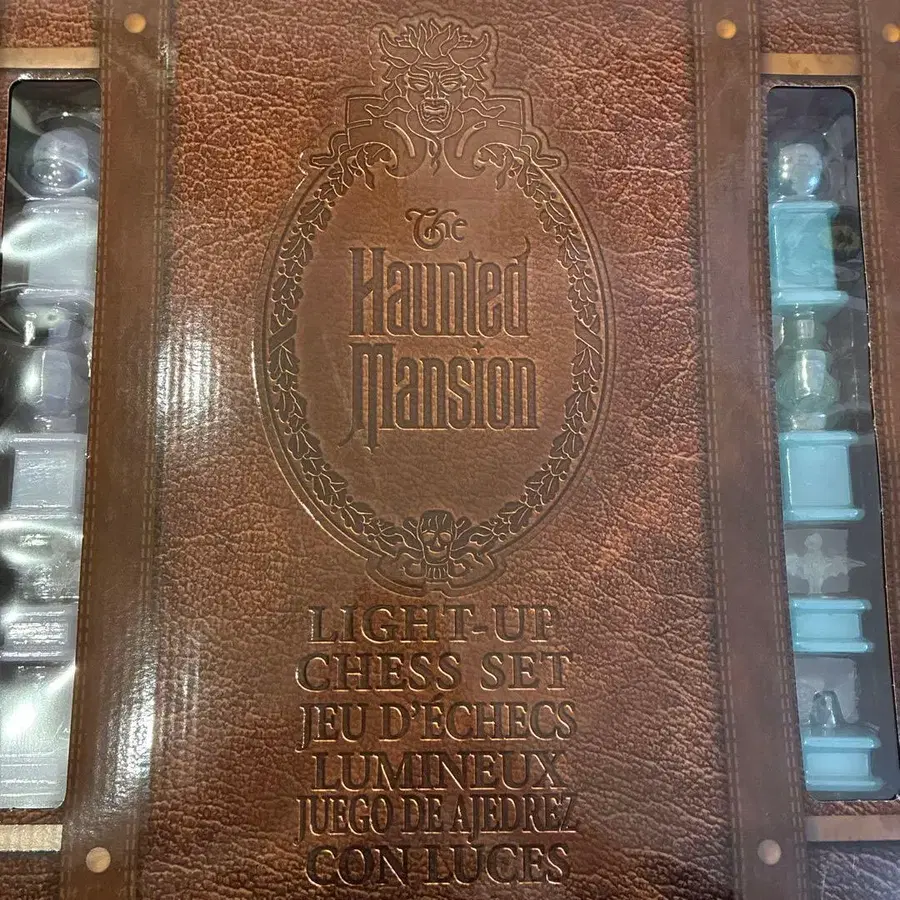 The
Haunted
Mansion
LIGHT-UP
CHESS SET
JEU D'ÉCHECS
LUMINEUX
JUEGO DE AJEDREZ
CON LUCES